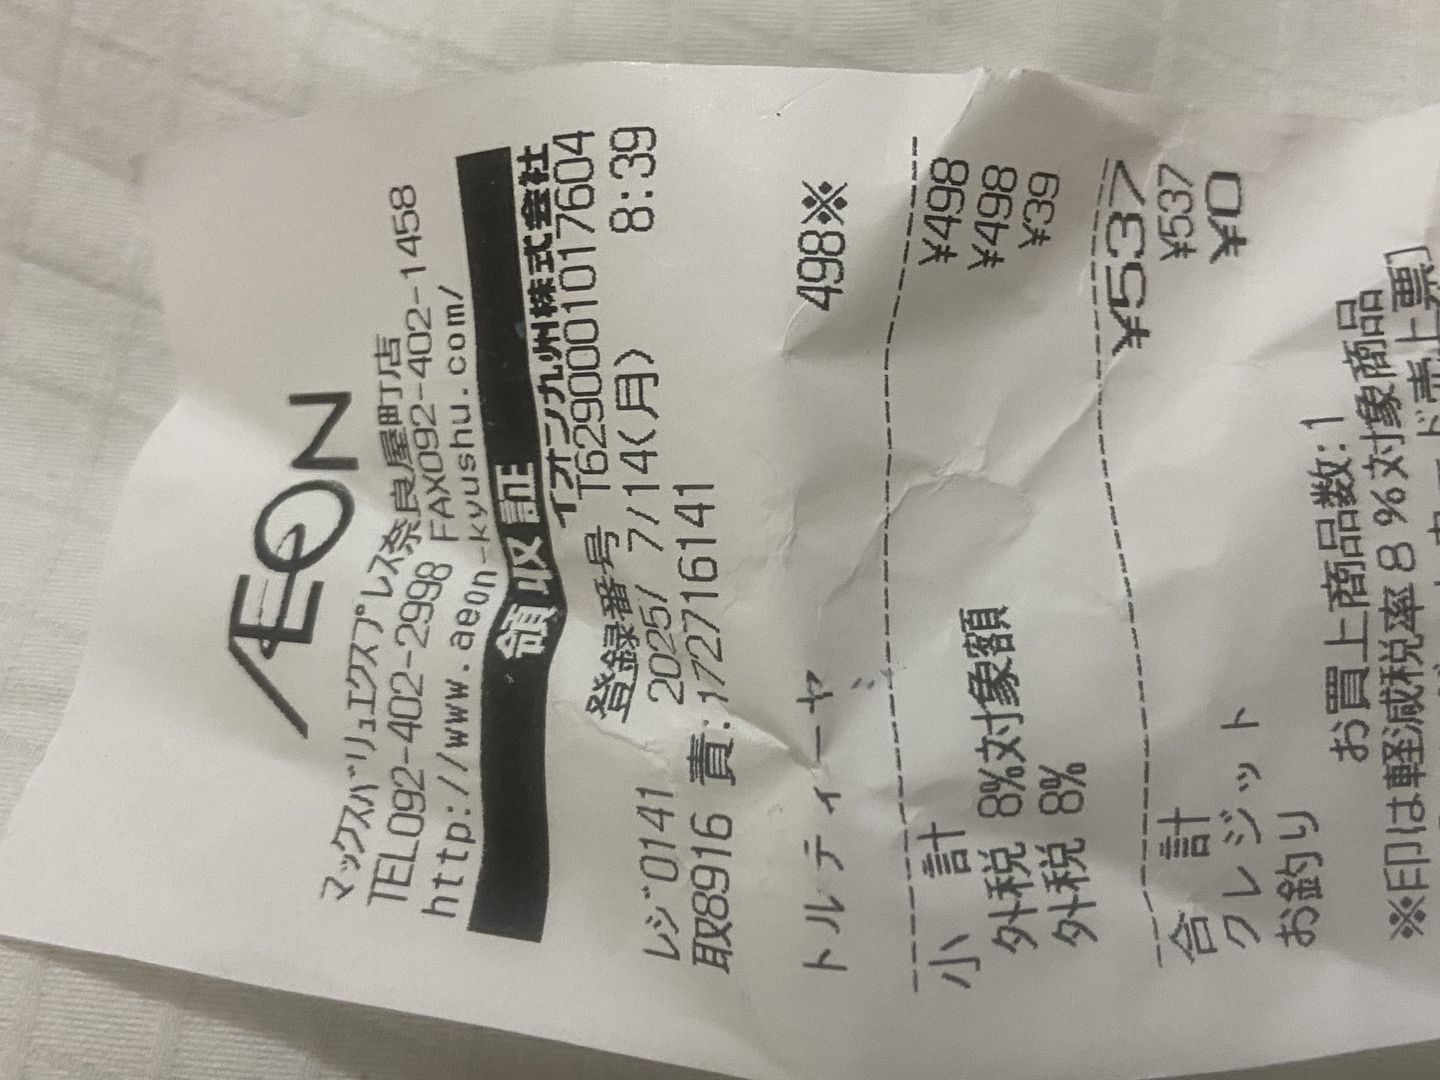 AEON
マックスバリュエクスプレス奈良屋町店
TEL092-402-2998 FAX092-402-1458
http://www.aeon-kyushu.com/
領収証
イオン九州株式会社
登録番号 T6290001017604
2025/ 7/14(月) 8:39
レジ0141
取8916 責:172716141
トルティーヤ 498※
小 計 ¥498
外税 8%対象額 ¥498
外税 8% ¥39
合 計 ¥537
クレジット ¥537
お釣り ¥0
お買上商品数:1
※印は軽減税率8%対象商品
売上票]